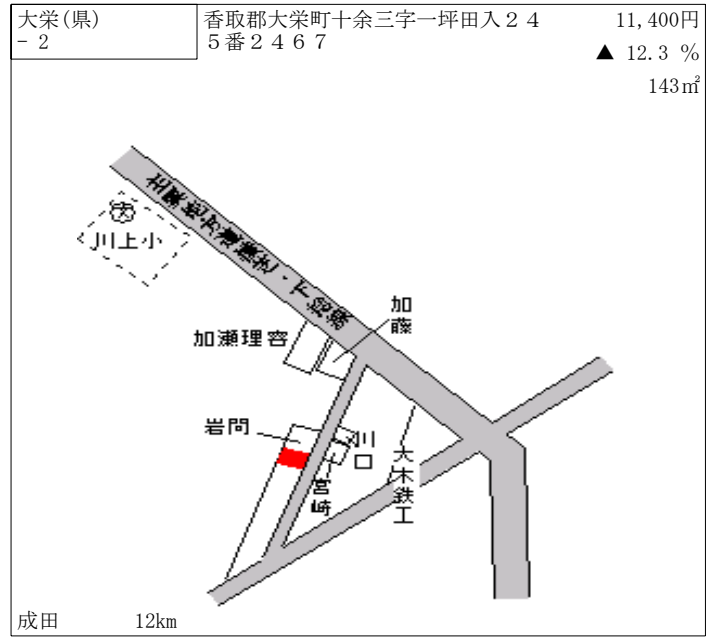 大栄(県)
- 2
香取郡大栄町十余三字一坪田入２４
５番２４６７
11,400円
▲ 12.3 %
143㎡
川上小
加藤
加瀬理容
岩間
川口
宮崎
大木鉄工
成田 12km